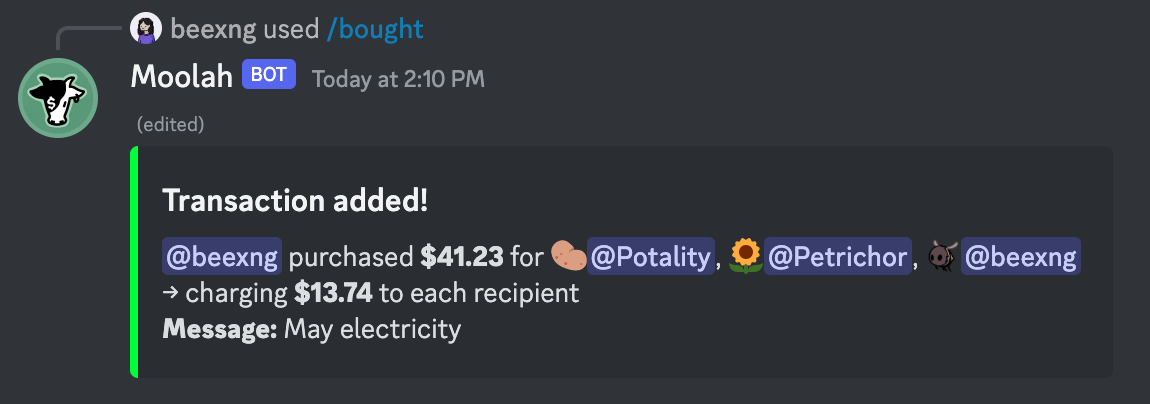 beexng used /bought
Moolah BOT Today at 2:10 PM
(edited)
Transaction added!
@beexng purchased $41.23 for @Potality, @Petrichor, @beexng
→ charging $13.74 to each recipient
Message: May electricity